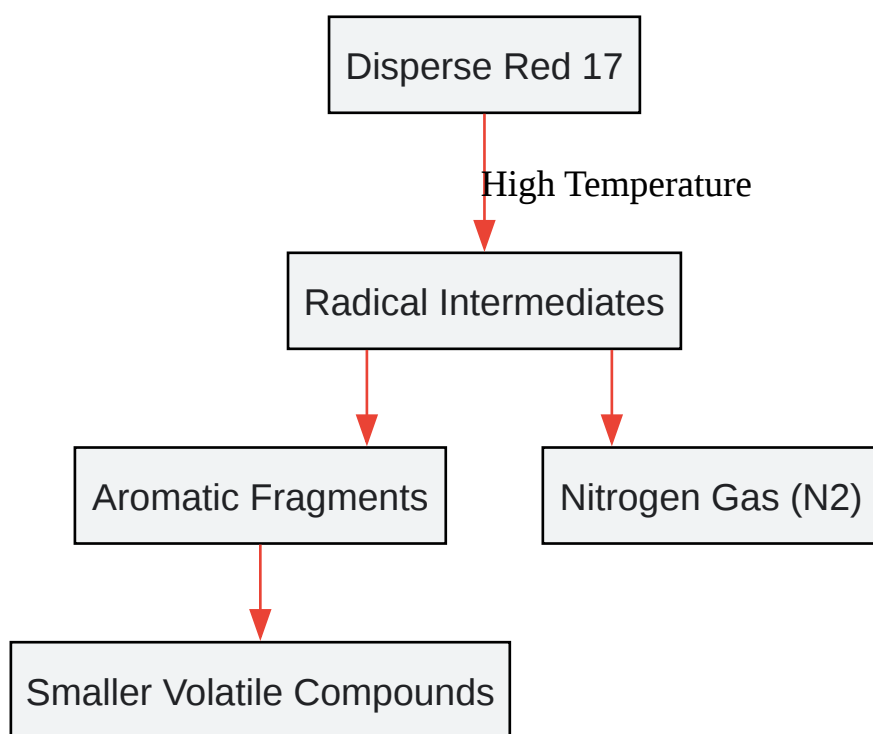 Disperse Red 17
High Temperature
Radical Intermediates
Aromatic Fragments
Nitrogen Gas (N2)
Smaller Volatile Compounds